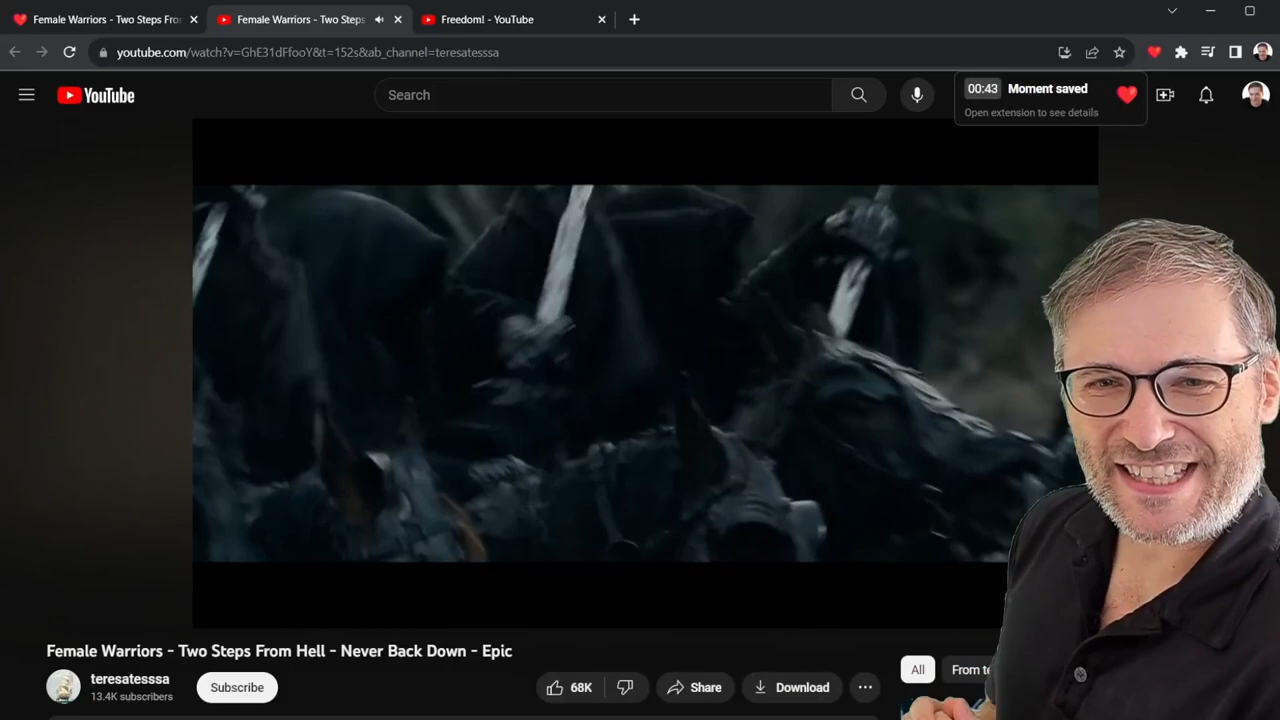 Female Warriors - Two Steps Fro
Female Warriors - Two Steps
Freedom! - YouTube
youtube.com/watch?v=GhE31dFfooY&t=152s&ab_channel=teresatesssa
YouTube
Search
00:43 Moment saved
Open extension to see details
Female Warriors - Two Steps From Hell - Never Back Down - Epic
teresatesssa
13.4K subscribers
Subscribe
68K
Share
Download
All
From te